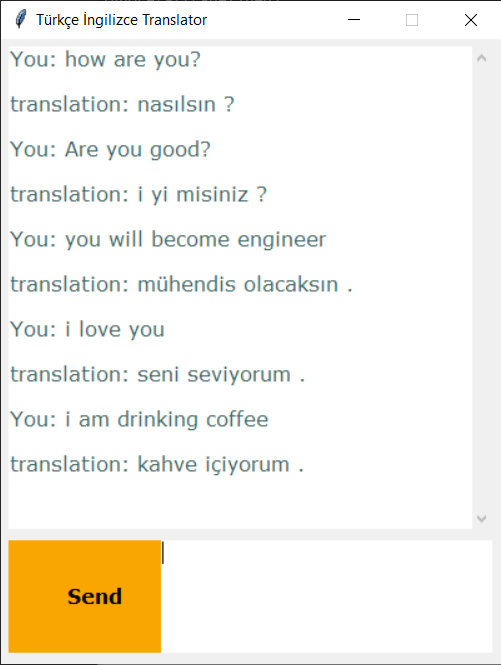 Türkçe İngilizce Translator
You: how are you?
translation: nasılsın ?
You: Are you good?
translation: i yi misiniz ?
You: you will become engineer
translation: mühendis olacaksın .
You: i love you
translation: seni seviyorum .
You: i am drinking coffee
translation: kahve içiyorum .
Send